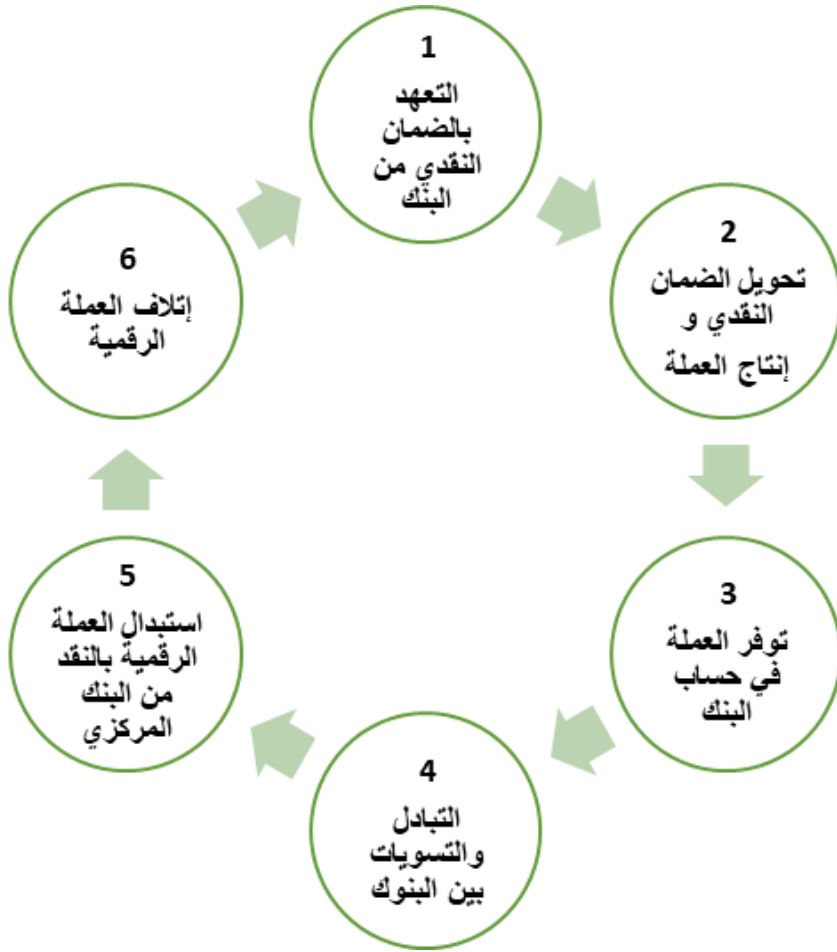 1
التعهد
بالضمان
النقدي من
البنك
2
تحويل الضمان
النقدي و
إنتاج العملة
3
توفر العملة
في حساب
البنك
4
التبادل
والتسويات
بين البنوك
5
استبدال العملة
الرقمية بالنقد
من البنك
المركزي
6
إتلاف العملة
الرقمية